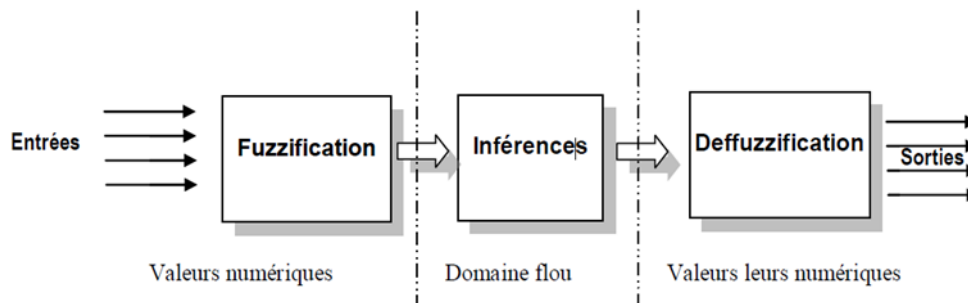 Entrées
Fuzzification
Inférences
Deffuzzification
Sorties
Valeurs numériques
Domaine flou
Valeurs leurs numériques